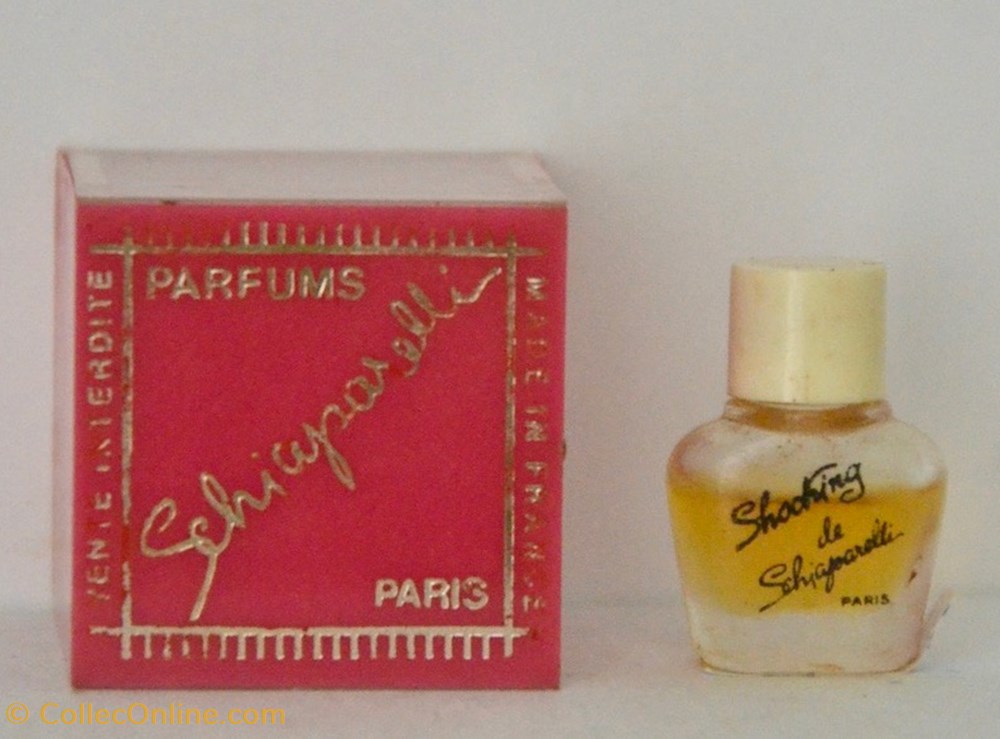 PARFUMS
Schiaparelli
PARIS
VENTE INTERDITE
MADE IN FRANCE
Shocking
de
Schiaparelli
PARIS
© CollecOnline.com